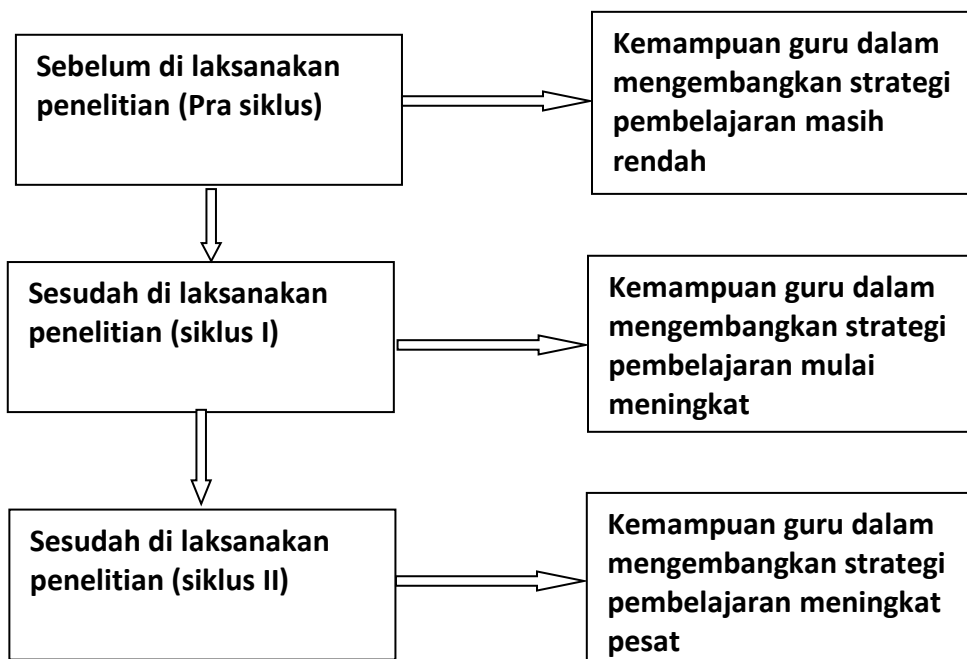 Sebelum di laksanakan
penelitian (Pra siklus)
Kemampuan guru dalam
mengembangkan strategi
pembelajaran masih
rendah
Sesudah di laksanakan
penelitian (siklus I)
Kemampuan guru dalam
mengembangkan strategi
pembelajaran mulai
meningkat
Sesudah di laksanakan
penelitian (siklus II)
Kemampuan guru dalam
mengembangkan strategi
pembelajaran meningkat
pesat